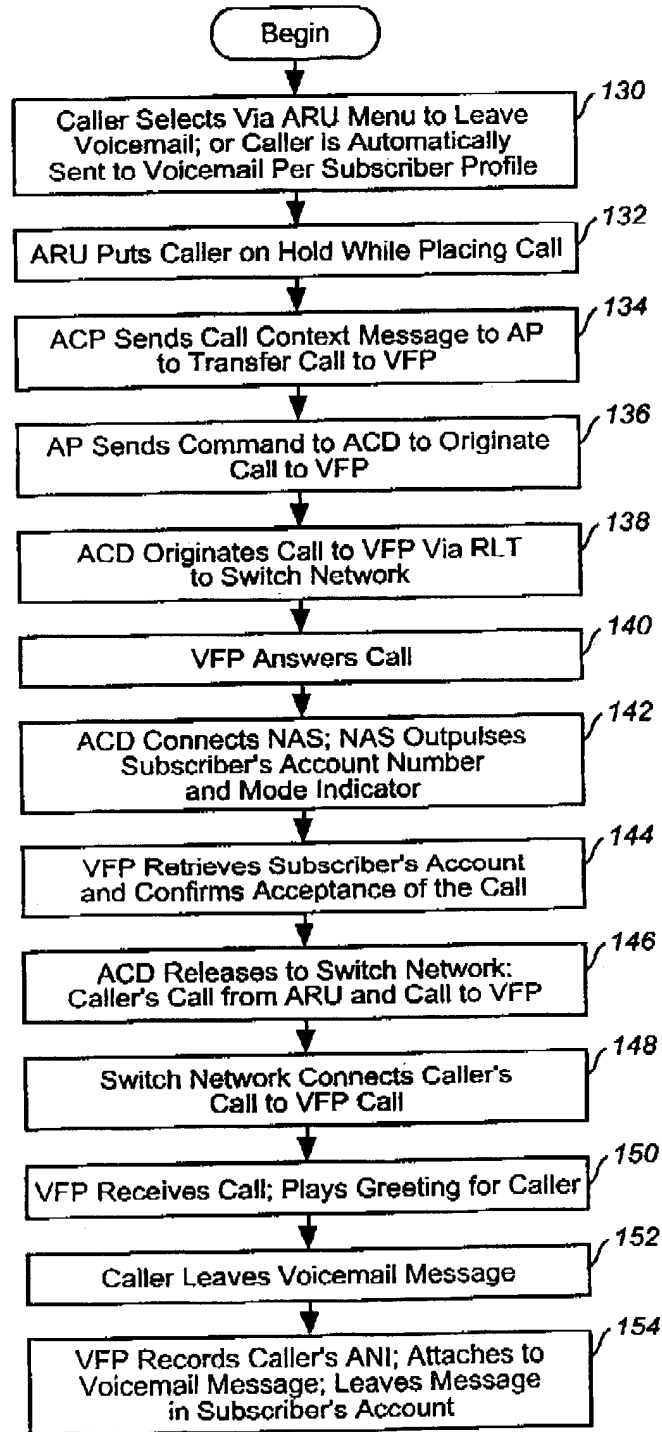 Begin
130
Caller Selects Via ARU Menu to Leave
Voicemail; or Caller is Automatically
Sent to Voicemail Per Subscriber Profile
132
ARU Puts Caller on Hold While Placing Call
134
ACP Sends Call Context Message to AP
to Transfer Call to VFP
136
AP Sends Command to ACD to Originate
Call to VFP
138
ACD Originates Call to VFP Via RLT
to Switch Network
140
VFP Answers Call
142
ACD Connects NAS; NAS Outpulses
Subscriber's Account Number
and Mode Indicator
144
VFP Retrieves Subscriber's Account
and Confirms Acceptance of the Call
146
ACD Releases to Switch Network:
Caller's Call from ARU and Call to VFP
148
Switch Network Connects Caller's
Call to VFP Call
150
VFP Receives Call; Plays Greeting for Caller
152
Caller Leaves Voicemail Message
154
VFP Records Caller's ANI; Attaches to
Voicemail Message; Leaves Message
in Subscriber's Account